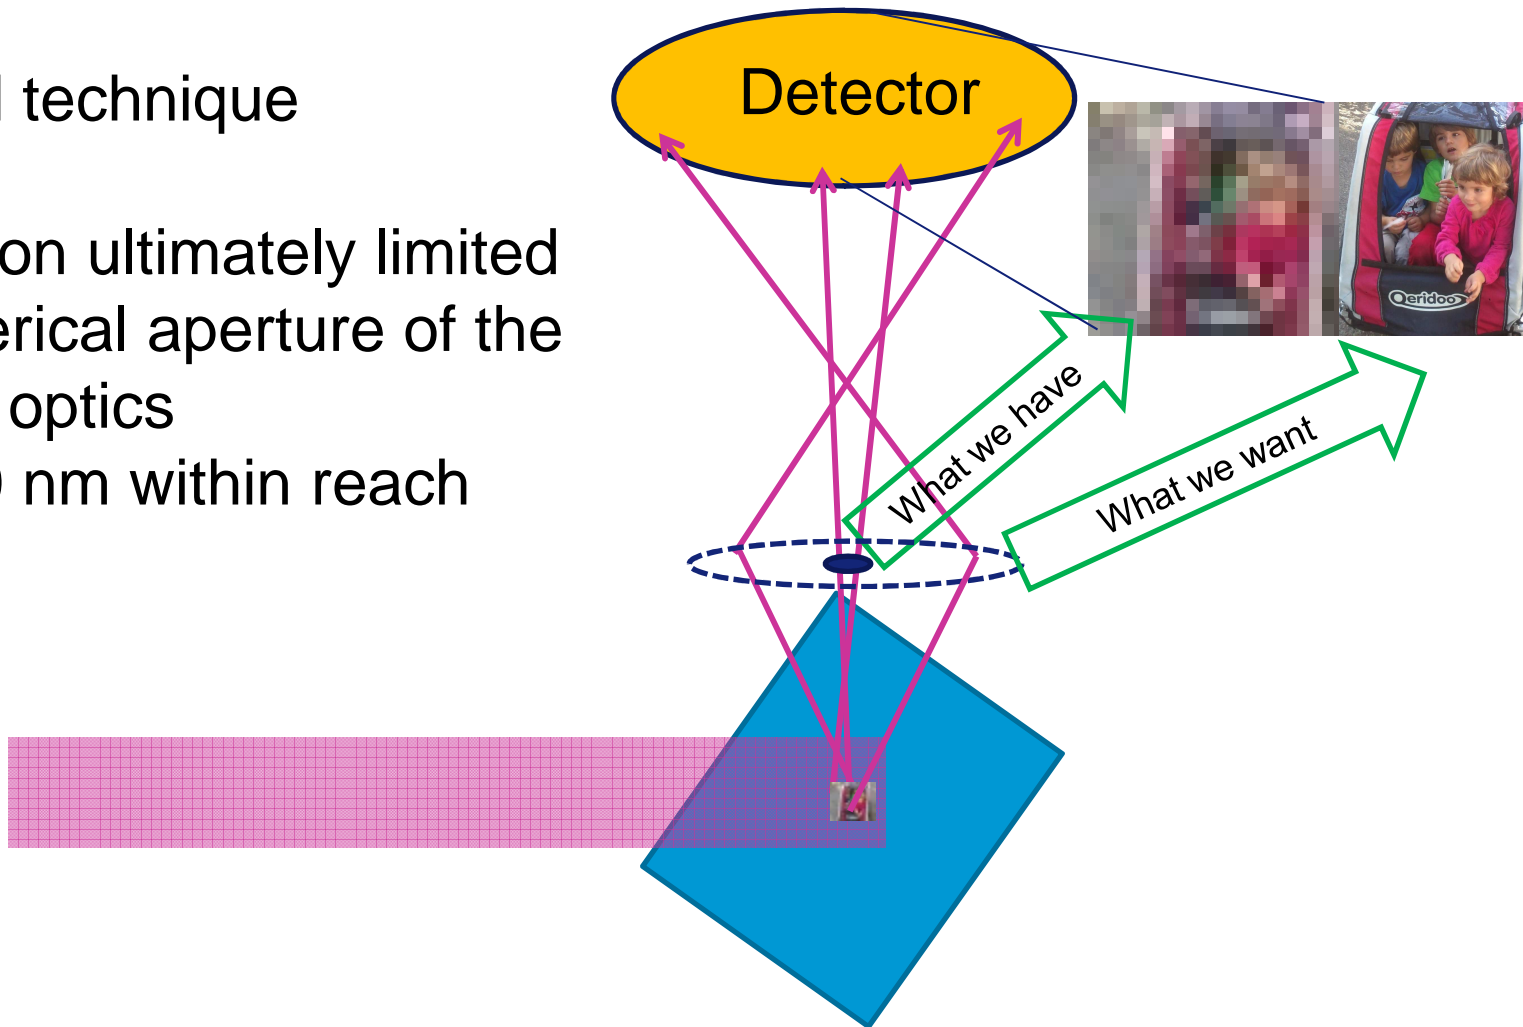 technique
on ultimately limited
erical aperture of the
optics
nm within reach
Detector
Qeridoo
What we have
What we want